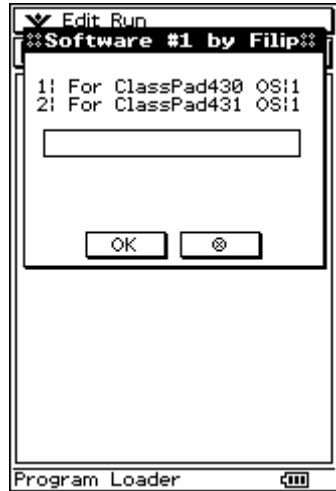 Edit Run
Software #1 by Filip
1¦ For ClassPad430 OS¦1
2¦ For ClassPad431 OS¦1
OK
Program Loader